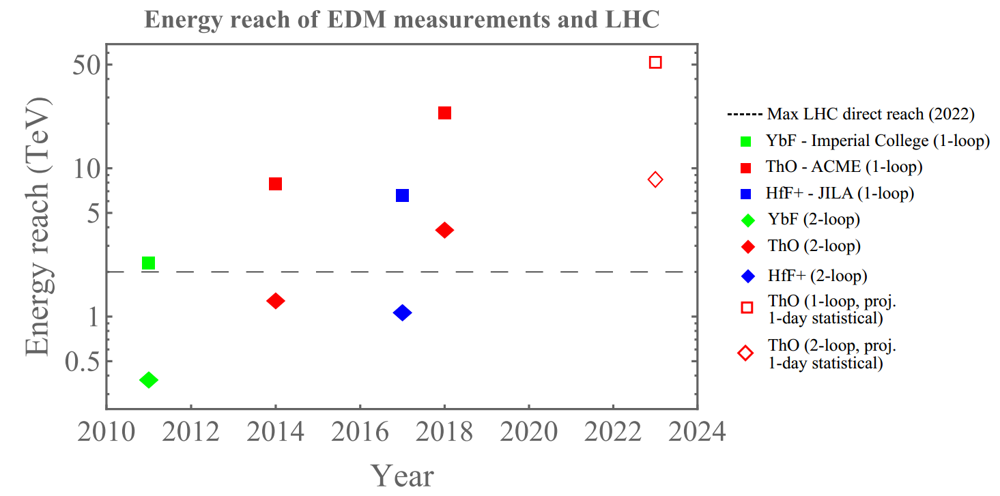 Energy reach of EDM measurements and LHC
Energy reach (TeV)
50
10
5
1
0.5
2010 2012 2014 2016 2018 2020 2022 2024
Year
Max LHC direct reach (2022)
YbF - Imperial College (1-loop)
ThO - ACME (1-loop)
HfF+ - JILA (1-loop)
YbF (2-loop)
ThO (2-loop)
HfF+ (2-loop)
ThO (1-loop, proj.
1-day statistical)
ThO (2-loop, proj.
1-day statistical)